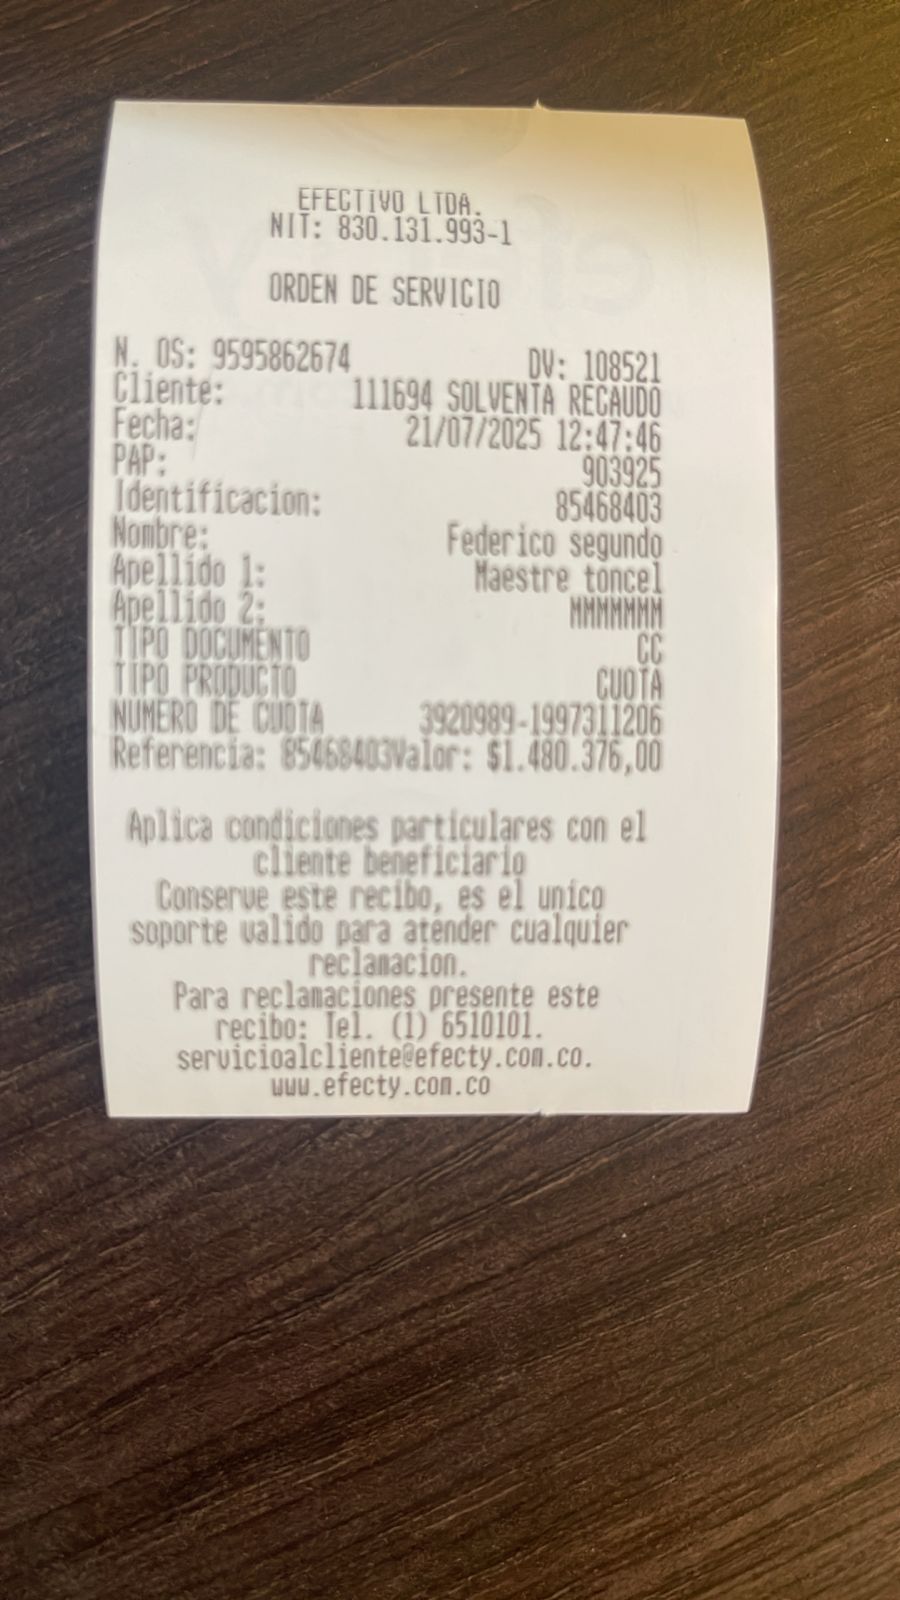 EFECTIVO LTDA.
NIT: 830.131.993-1
ORDEN DE SERVICIO
N. OS: 9595862674 DV: 108521
Cliente: 111694 SOLVENTA RECAUDO
Fecha: 21/07/2025 12:47:46
PAP: 903925
Identificacion: 85468403
Nombre: Federico segundo
Apellido 1: Maestre toncel
Apellido 2: MMMMMMM
TIPO DOCUMENTO CC
TIPO PRODUCTO CUOTA
NUMERO DE CUOTA 3920989-1997311206
Referencia: 85468403Valor: $1.480.376,00
Aplica condiciones particulares con el
cliente beneficiario
Conserve este recibo, es el unico
soporte valido para atender cualquier
reclamacion.
Para reclamaciones presente este
recibo: Tel. (1) 6510101.
servicioalcliente@efecty.com.co.
www.efecty.com.co